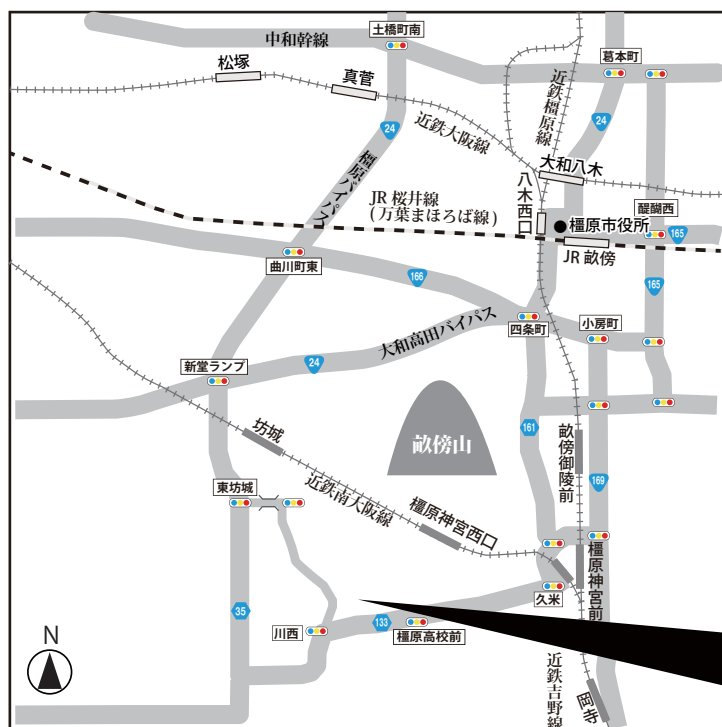 土橋町南
中和幹線
葛本町
松塚
真菅
近鉄橿原線
24
近鉄大阪線
24
橿原バイパス
大和八木
八木西口
JR 桜井線
(万葉まほろば線)
醍醐西
橿原市役所
165
JR 畝傍
曲川町東
166
165
四条町
小房町
大和高田バイパス
新堂ランプ
24
坊城
畝傍山
161
畝傍御陵前
東坊城
近鉄南大阪線
橿原神宮西口
169
橿原神宮前
久米
35
川西
133
橿原高校前
N
近鉄吉野線
岡寺